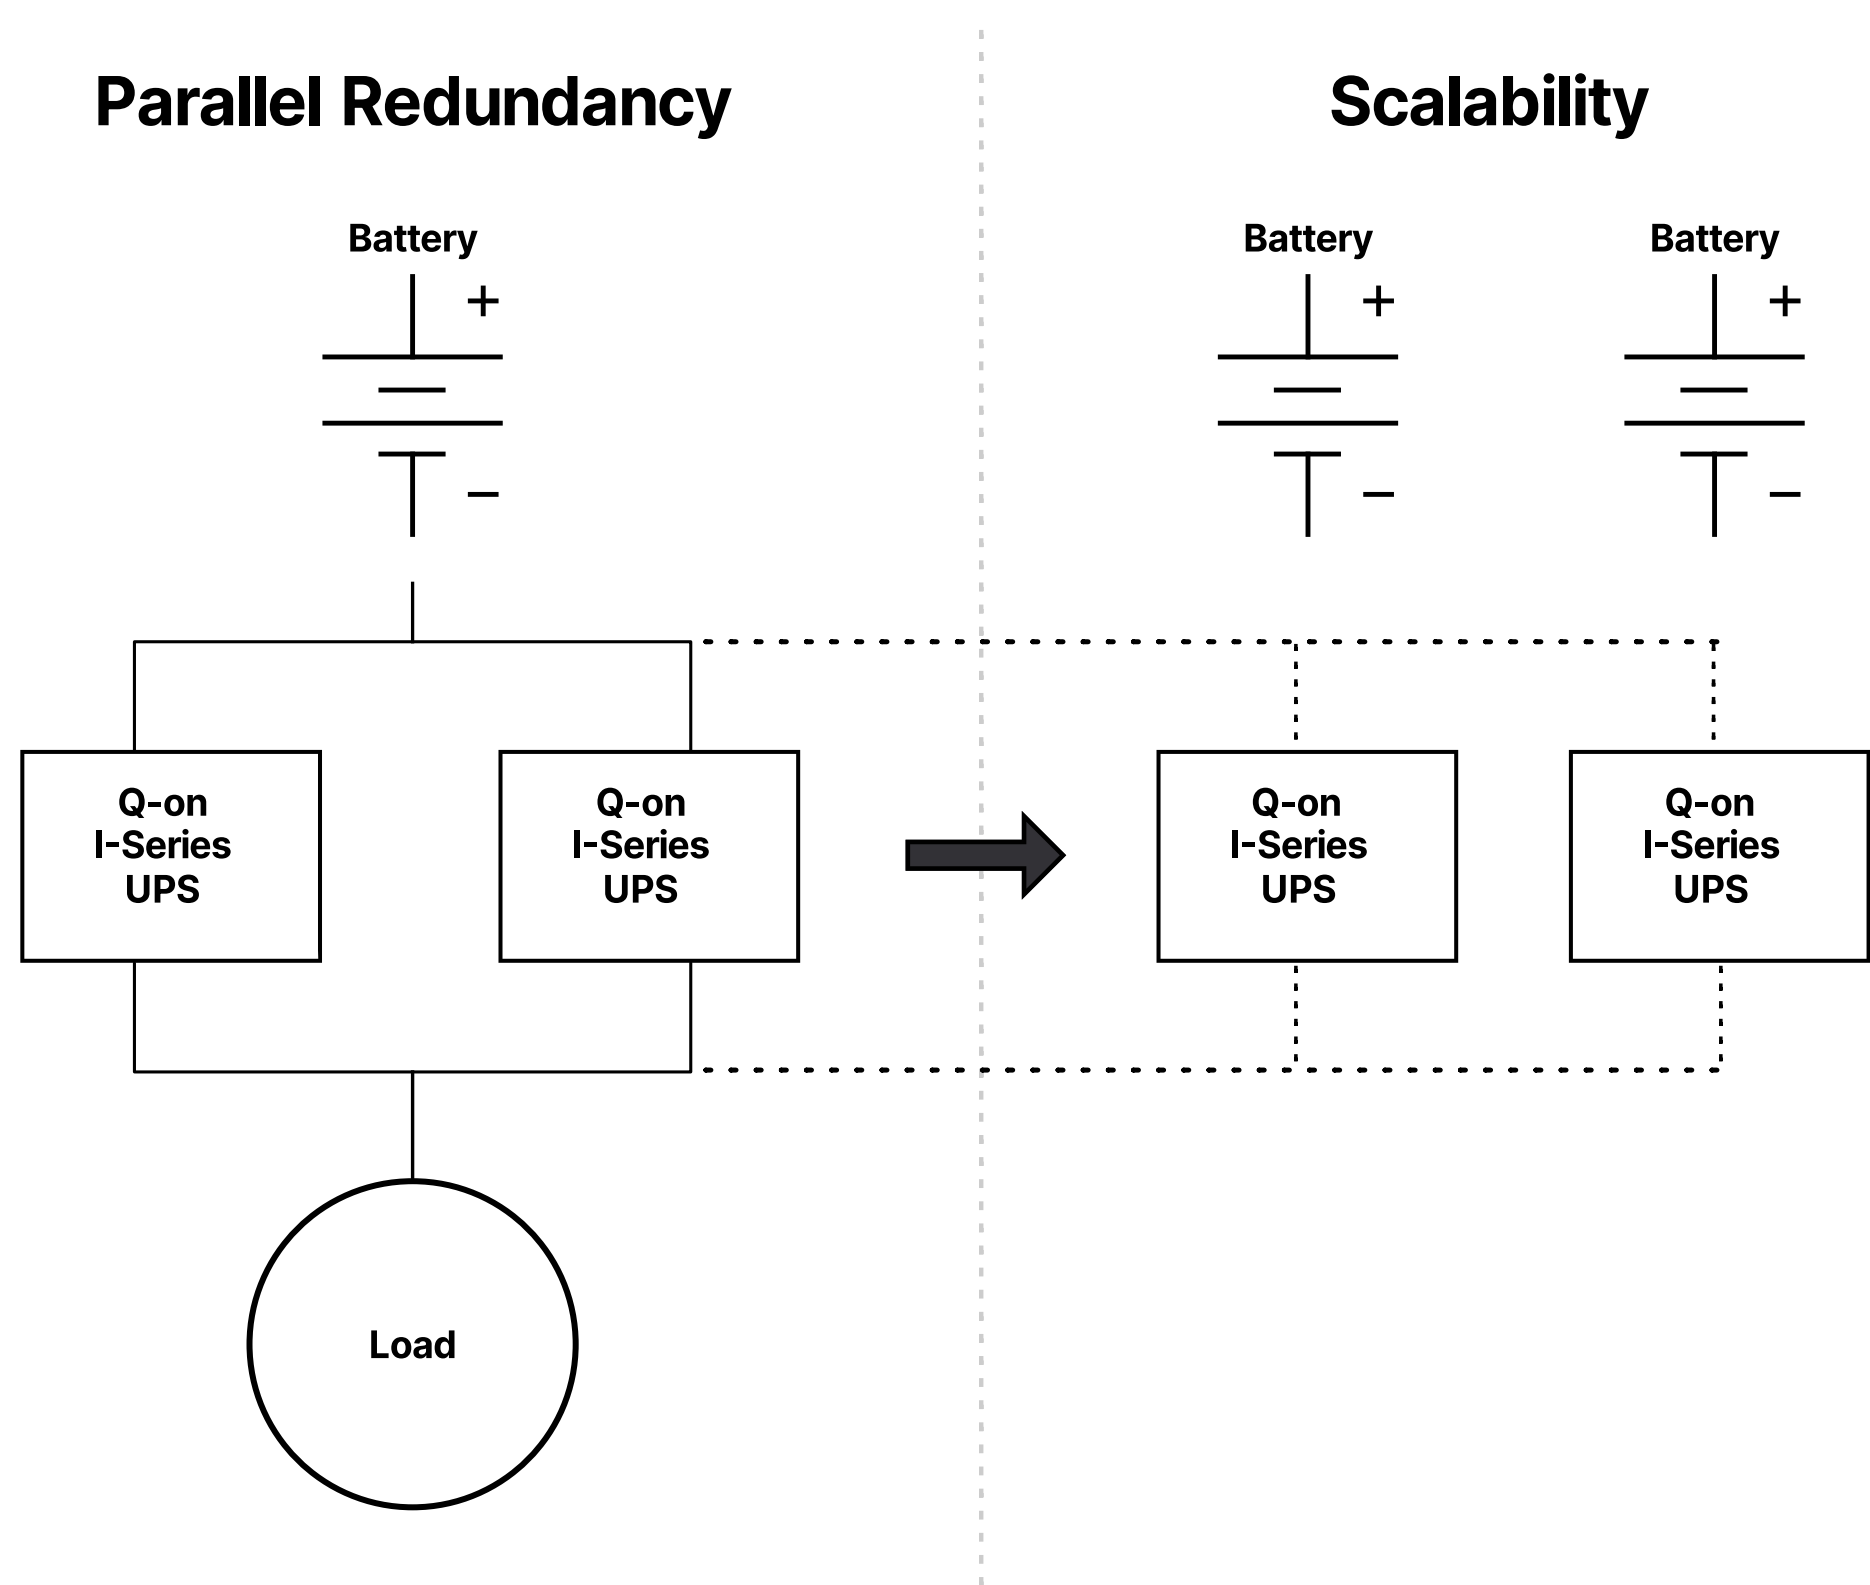 Parallel Redundancy
Scalability
Battery
+
−
Battery
+
−
Battery
+
−
Q-on
I-Series
UPS
Q-on
I-Series
UPS
Q-on
I-Series
UPS
Q-on
I-Series
UPS
Load